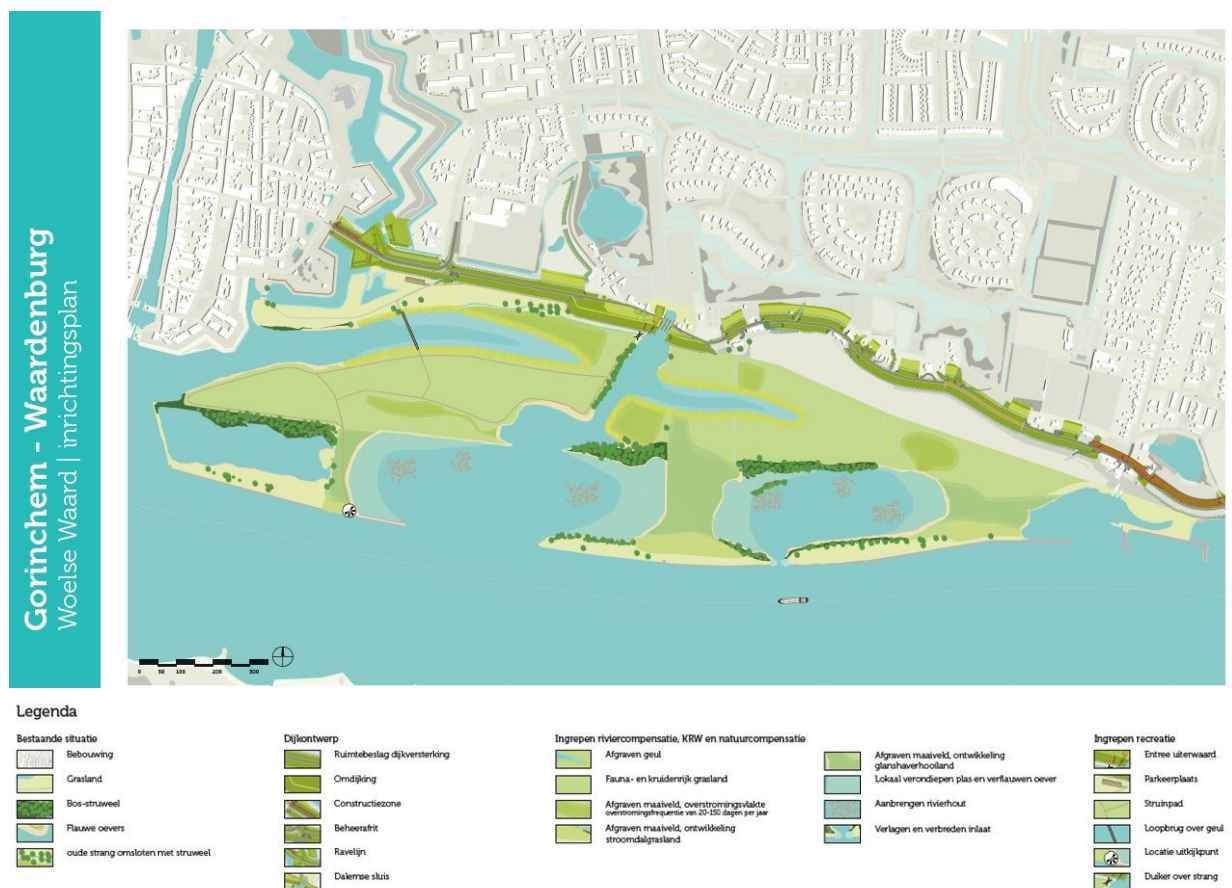 Gorinchem - Waardenburg
Woelse Waard | inrichtingsplan
0 50 100 200 300
Legenda
Bestaande situatie
Bebouwing
Grasland
Bos-struweel
Flauwe oevers
oude strang omsloten met struweel
Dijkontwerp
Ruimtebeslag dijkversterking
Omdijking
Constructiezone
Beheerafrit
Ravelijn
Dalemse sluis
Ingrepen riviercompensatie, KRW en natuurcompensatie
Afgraven geul
Fauna- en kruidenrijk grasland
Afgraven maaiveld, overstromingsvlakte
overstromingsfrequentie van 20-150 dagen per jaar
Afgraven maaiveld, ontwikkeling
stroomdalgrasland
Afgraven maaiveld, ontwikkeling
glanshaverhooiland
Lokaal verondiepen plas en verflauwen oever
Aanbrengen rivierhout
Verlagen en verbreden inlaat
Ingrepen recreatie
Entree uiterwaard
Parkeerplaats
Struinpad
Loopbrug over geul
Locatie uitkijkpunt
Duiker over strang